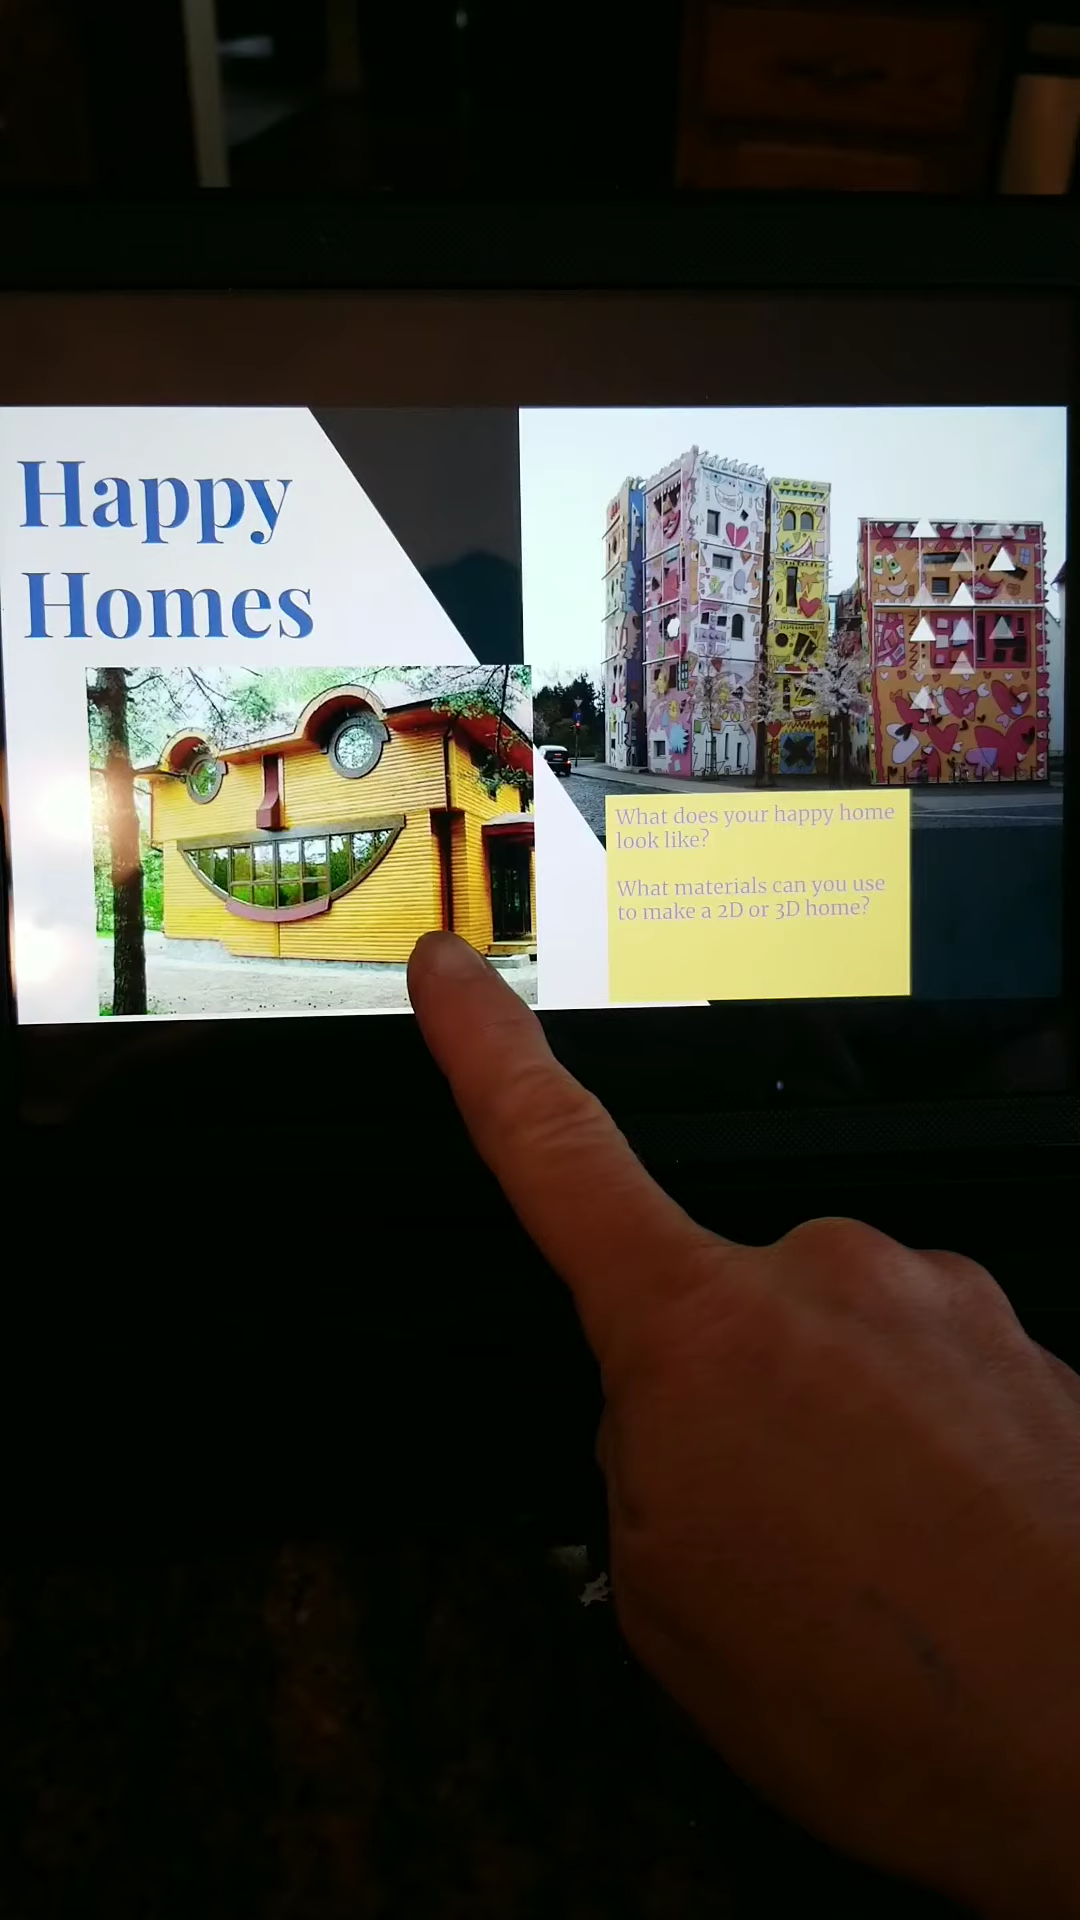 Happy
Homes
What does your happy home
look like?
What materials can you use
to make a 2D or 3D home?